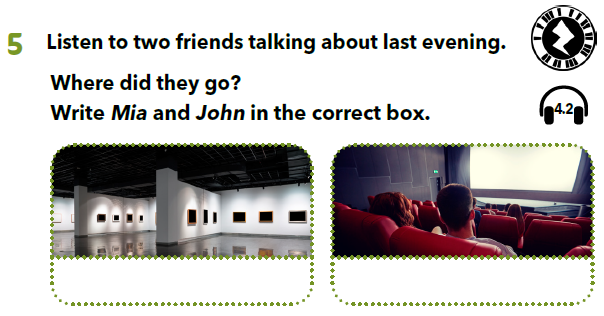 5 Listen to two friends talking about last evening.
Where did they go?
Write Mia and John in the correct box.
4.2